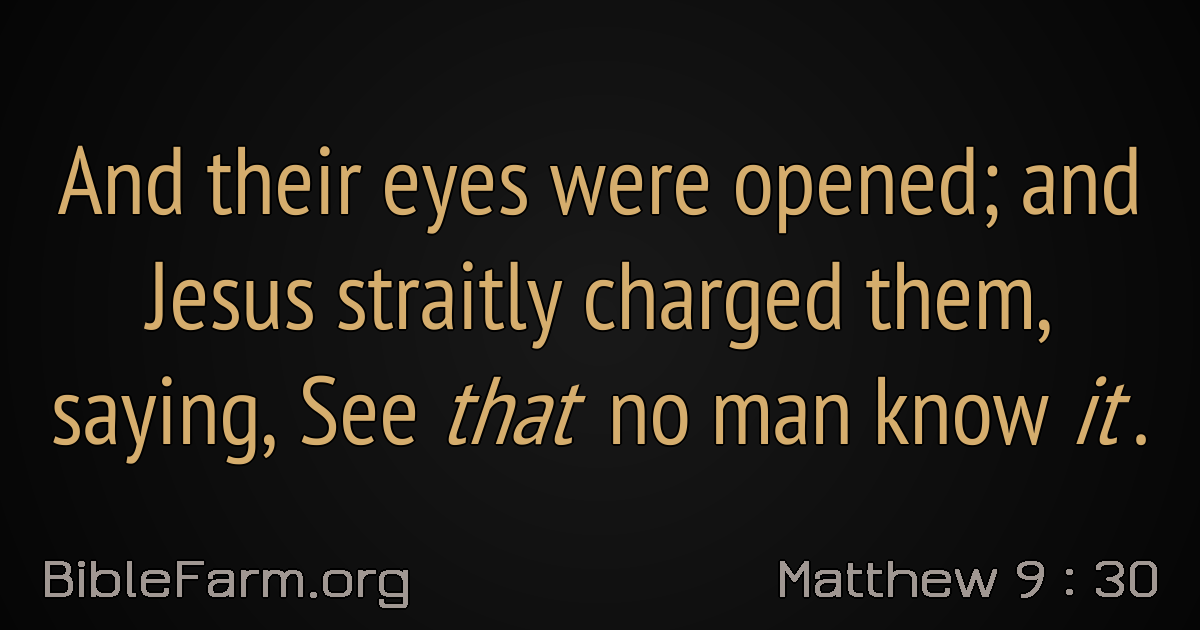 And their eyes were opened; and
Jesus straitly charged them,
saying, See that no man know it.
BibleFarm.org
Matthew 9 : 30